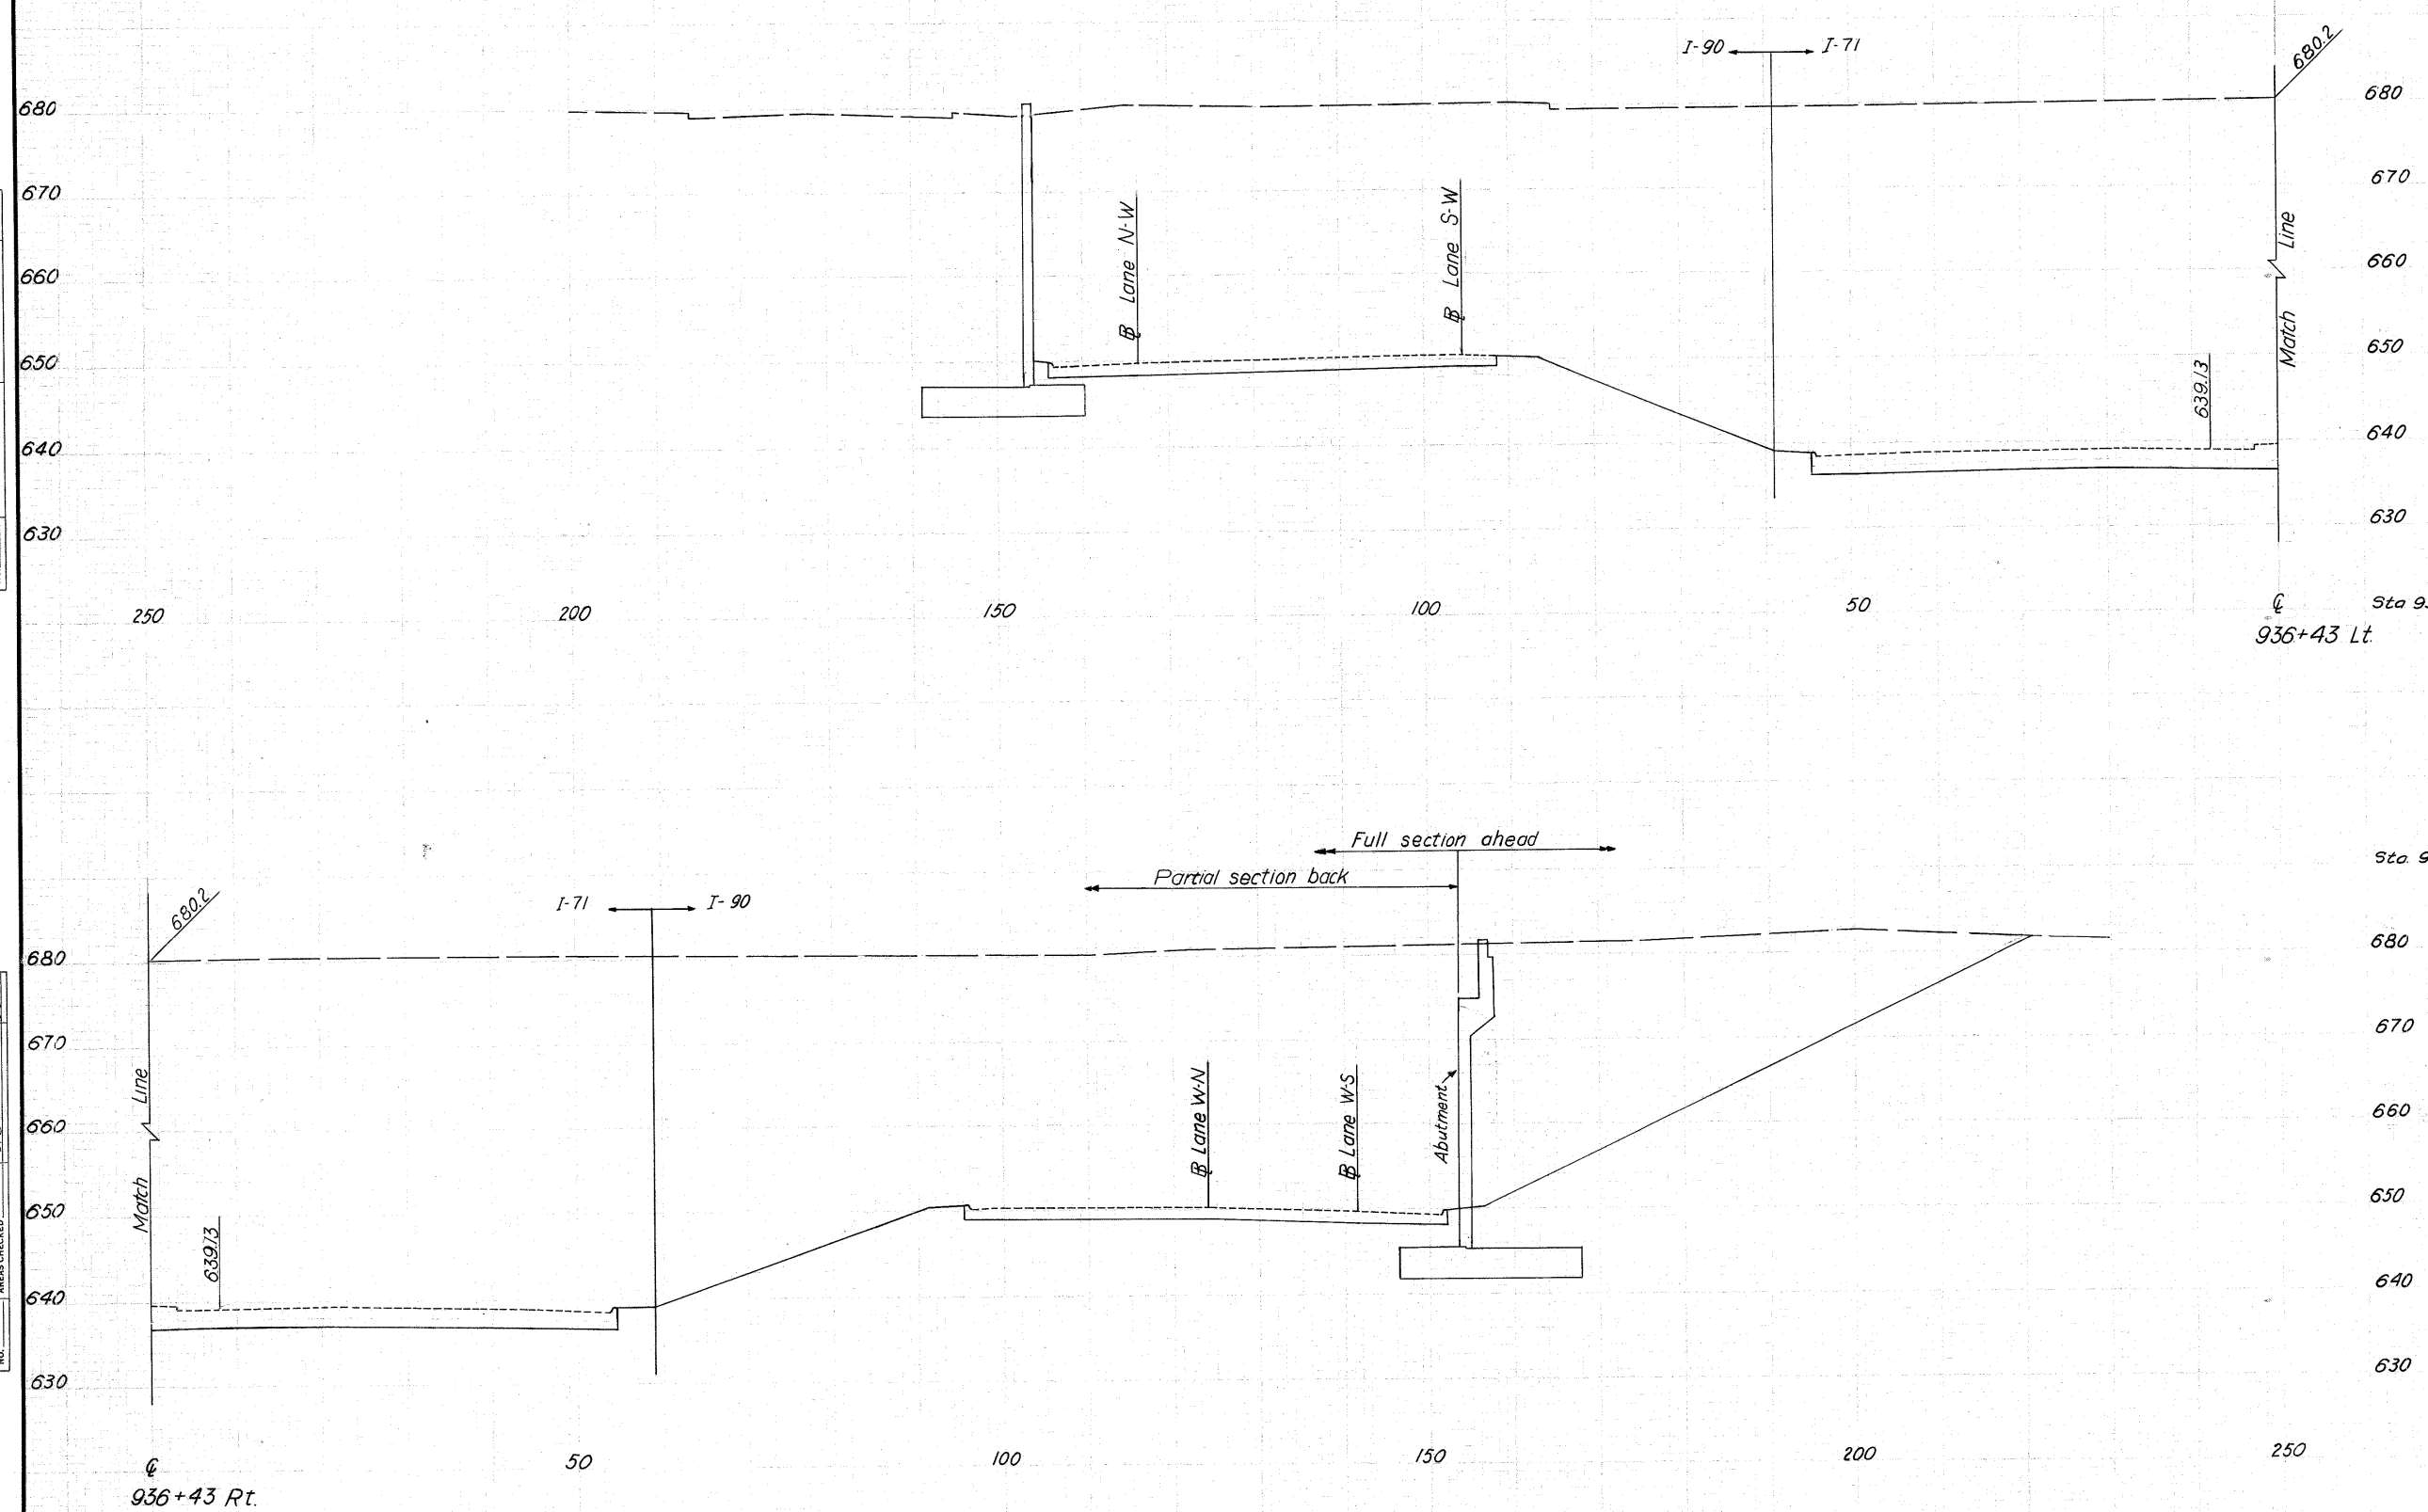 I-90 I-71
680.2
680 680
670 670
660 660
650 650
640 640
630 630
℄ Lane N-W
℄ Lane S-W
Match Line
639.13
250 200 150 100 50 ℄
936+43 Lt.
Full section ahead
Partial section back
I-71 I-90
680.2
680 680
670 670
660 660
650 650
640 640
630 630
Match Line
639.13
℄ Lane W-N
℄ Lane W-S
Abutment
℄ 50 100 150 200 250
936+43 Rt.
AREAS CHECKED
NO.